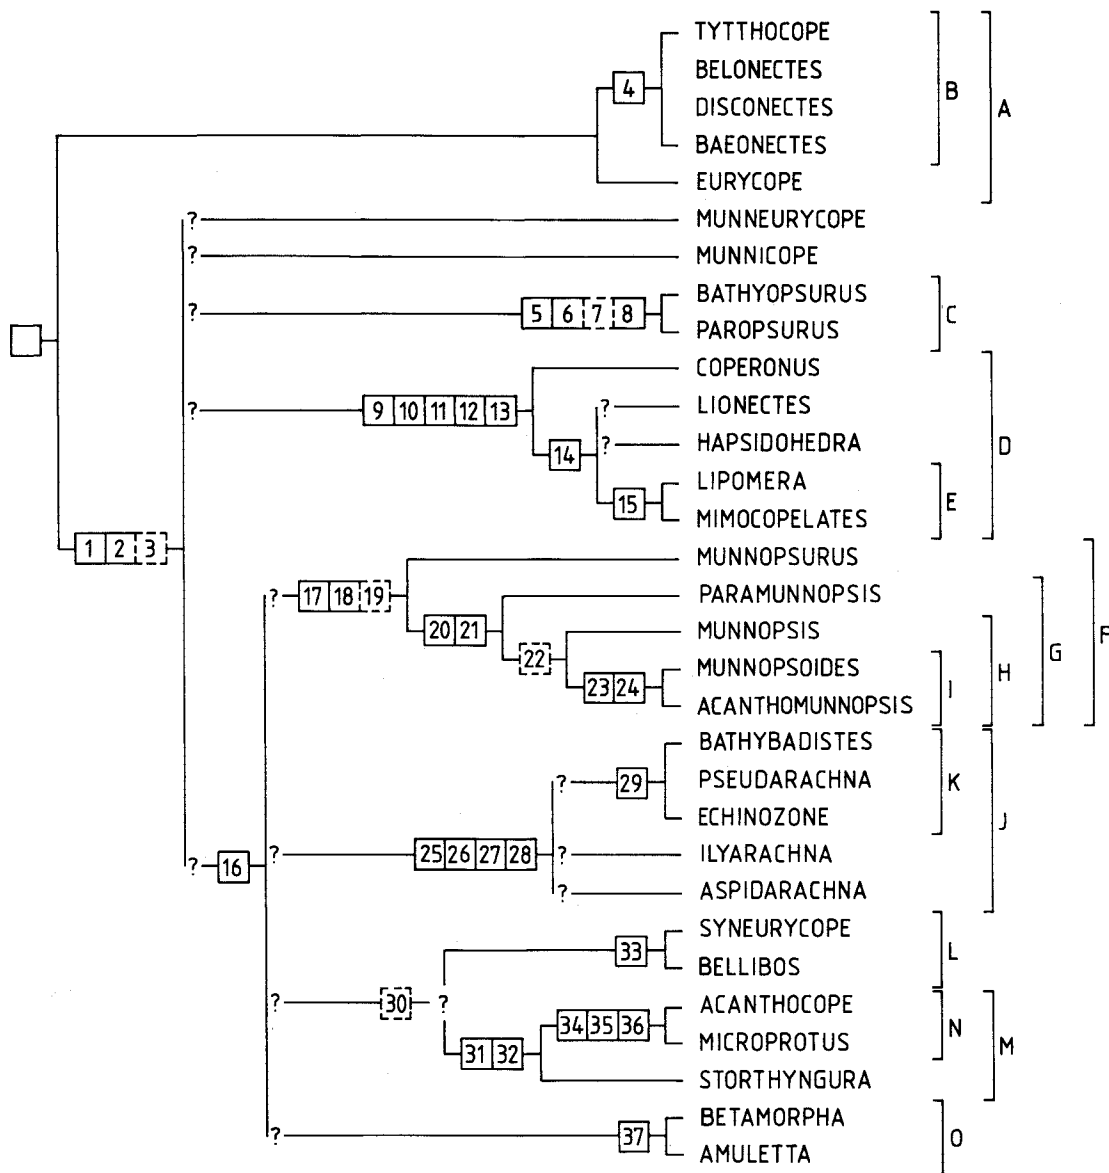 TYTTHOCOPE
4 BELONECTES B
DISCONECTES A
BAEONECTES
EURYCOPE
? MUNNEURYCOPE
? MUNNICOPE
? 5 6 7 8 BATHYOPSURUS C
PAROPSURUS
COPERONUS
? 9 10 11 12 13 ? LIONECTES
14 ? HAPSIDOHEDRA D
15 LIPOMERA E
MIMOCOPELATES
1 2 3 MUNNOPSURUS
? 17 18 19 PARAMUNNOPSIS
20 21 MUNNOPSIS F
22 MUNNOPSOIDES G
23 24 ACANTHOMUNNOPSIS I H
BATHYBADISTES
? 29 PSEUDARACHNA K
ECHINOZONE J
? 16 ? 25 26 27 28 ? ILYARACHNA
? ASPIDARACHNA
SYNEURYCOPE
33 BELLIBOS L
? 30 ? ACANTHOCOPE
34 35 36 MICROPROTUS N
31 32 STORTHYNGURA M
BETAMORPHA
? 37 AMULETTA O